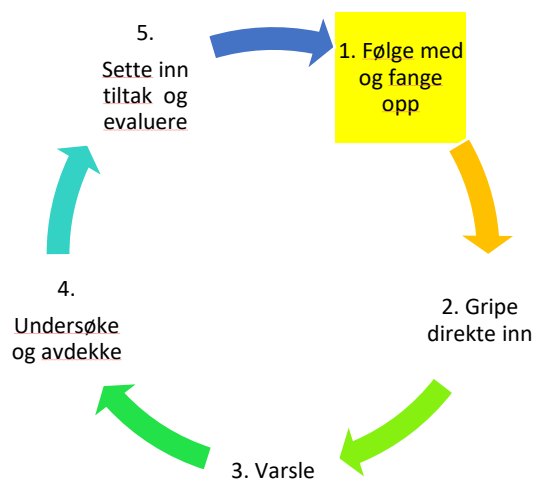 1. Følge med
og fange
opp
2. Gripe
direkte inn
3. Varsle
4.
Undersøke
og avdekke
5.
Sette inn
tiltak og
evaluere